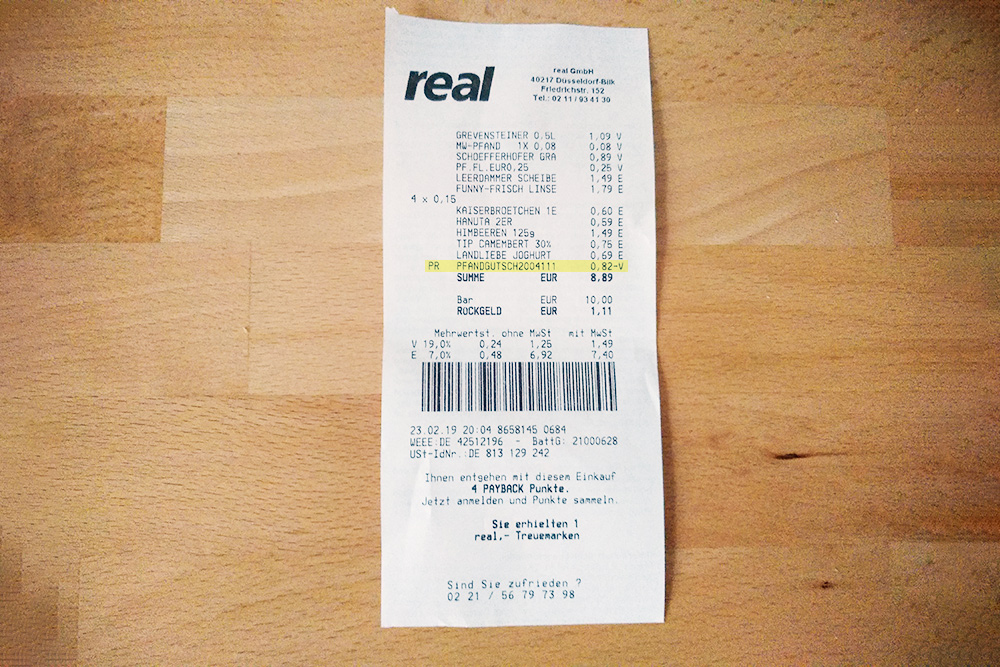 real
real GmbH
40217 Düsseldorf-Bilk
Friedrichstr. 152
Tel.: 02 11 / 93 41 30
GREVENSTEINER 0,5L 1,09 V
MW-PFAND 1X 0,08 0,08 V
SCHOEFFERHOFER GRA 0,89 V
PF.FL.EURO,25 0,25 V
LEERDAMMER SCHEIBE 1,49 E
FUNNY-FRISCH LINSE 1,79 E
4 x 0,15
KAISERBROETCHEN 1E 0,60 E
HANUTA 2ER 0,59 E
HIMBEEREN 125g 1,49 E
TIP CAMEMBERT 30% 0,75 E
LANDLIEBE JOGHURT 0,69 E
PR PFANDGUTSCH2004111 0,82-V
SUMME EUR 8,89
Bar EUR 10,00
RÜCKGELD EUR 1,11
Mehrwertst. ohne MwSt mit MwSt
V 19,0% 0,24 1,25 1,49
E 7,0% 0,48 6,92 7,40
23.02.19 20:04 8658145 0684
WEEE:DE 42512196 - BattG: 21000628
USt-IdNr.:DE 813 129 242
Ihnen entgehen mit diesem Einkauf
4 PAYBACK Punkte.
Jetzt anmelden und Punkte sammeln.
Sie erhielten 1
real,- Treuemarken
Sind Sie zufrieden ?
02 21 / 56 79 73 98